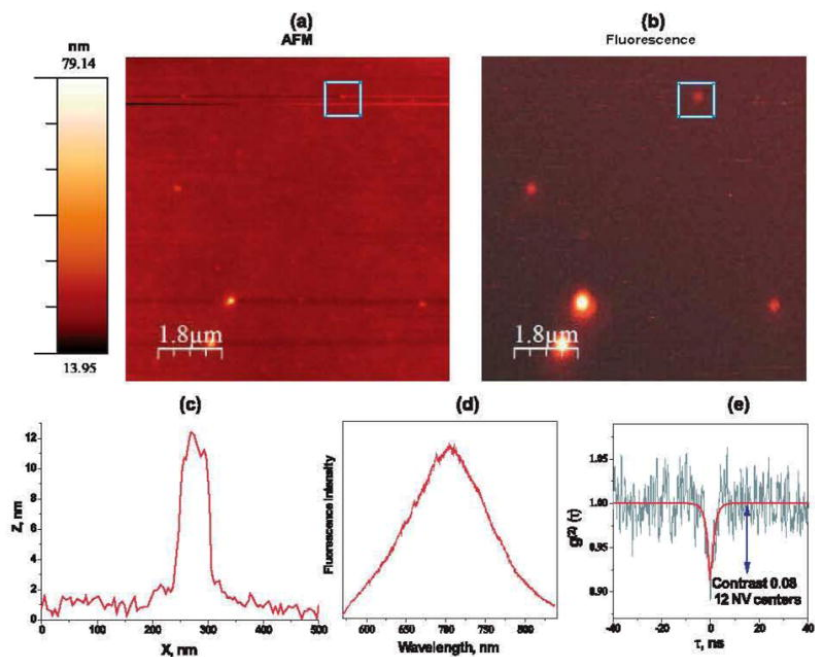 (a)
AFM
(b)
Fluorescence
nm
79.14
13.95
1.8μm
1.8μm
(c)
Z, nm
12
10
8
6
4
2
0
0 100 200 300 400 500
X, nm
(d)
Fluorescence intensity
600 650 700 750 800
Wavelength, nm
(e)
g(2) (τ)
1.05
1.00
0.95
0.90
Contrast 0.08
12 NV centers
-40 -20 0 20 40
τ, ns